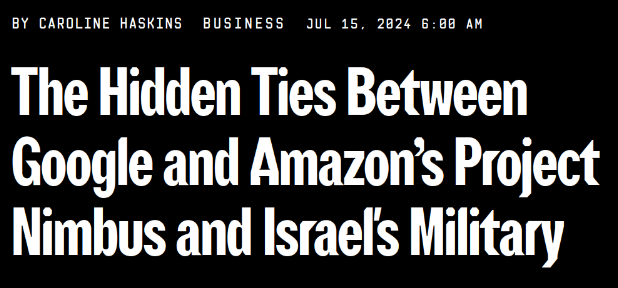 BY CAROLINE HASKINS BUSINESS JUL 15, 2024 6:00 AM
The Hidden Ties Between
Google and Amazon’s Project
Nimbus and Israel’s Military